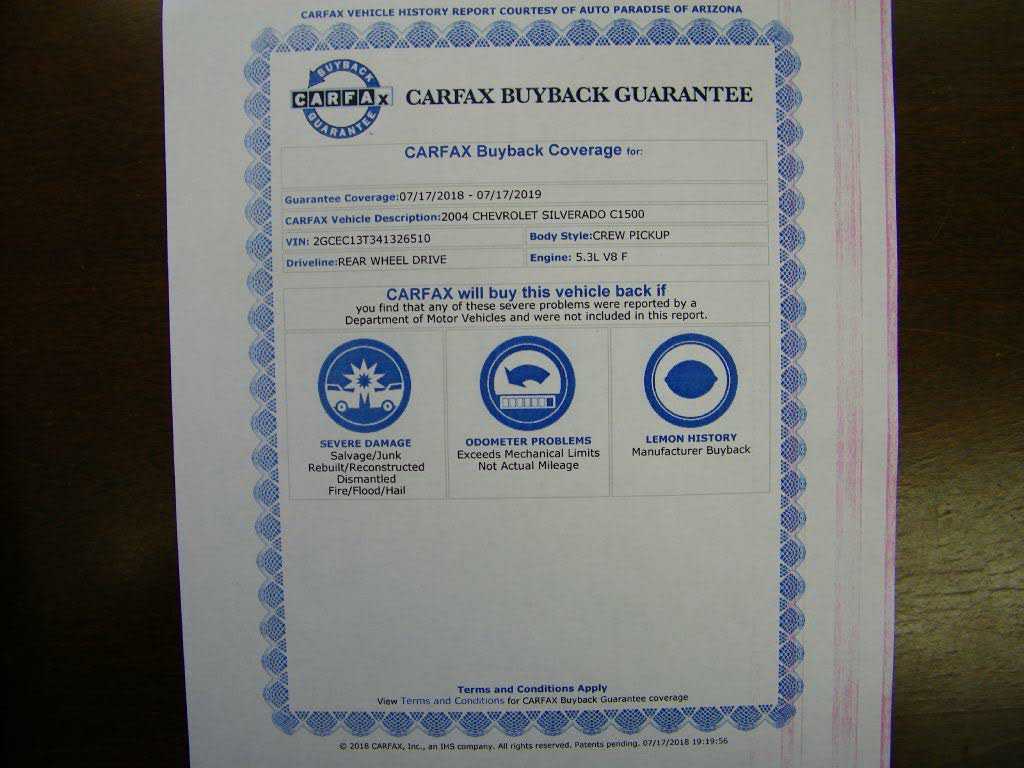 CARFAX VEHICLE HISTORY REPORT COURTESY OF AUTO PARADISE OF ARIZONA
BUYBACK
CARFAX
GUARANTEE
CARFAX BUYBACK GUARANTEE
CARFAX Buyback Coverage for:
Guarantee Coverage:07/17/2018 - 07/17/2019
CARFAX Vehicle Description:2004 CHEVROLET SILVERADO C1500
VIN: 2GCEC13T341326510
Body Style:CREW PICKUP
Driveline:REAR WHEEL DRIVE
Engine: 5.3L V8 F
CARFAX will buy this vehicle back if
you find that any of these severe problems were reported by a
Department of Motor Vehicles and were not included in this report.
SEVERE DAMAGE
Salvage/Junk
Rebuilt/Reconstructed
Dismantled
Fire/Flood/Hail
ODOMETER PROBLEMS
Exceeds Mechanical Limits
Not Actual Mileage
LEMON HISTORY
Manufacturer Buyback
Terms and Conditions Apply
View Terms and Conditions for CARFAX Buyback Guarantee coverage
© 2018 CARFAX, Inc., an IHS company. All rights reserved. Patents pending. 07/17/2018 19:19:56